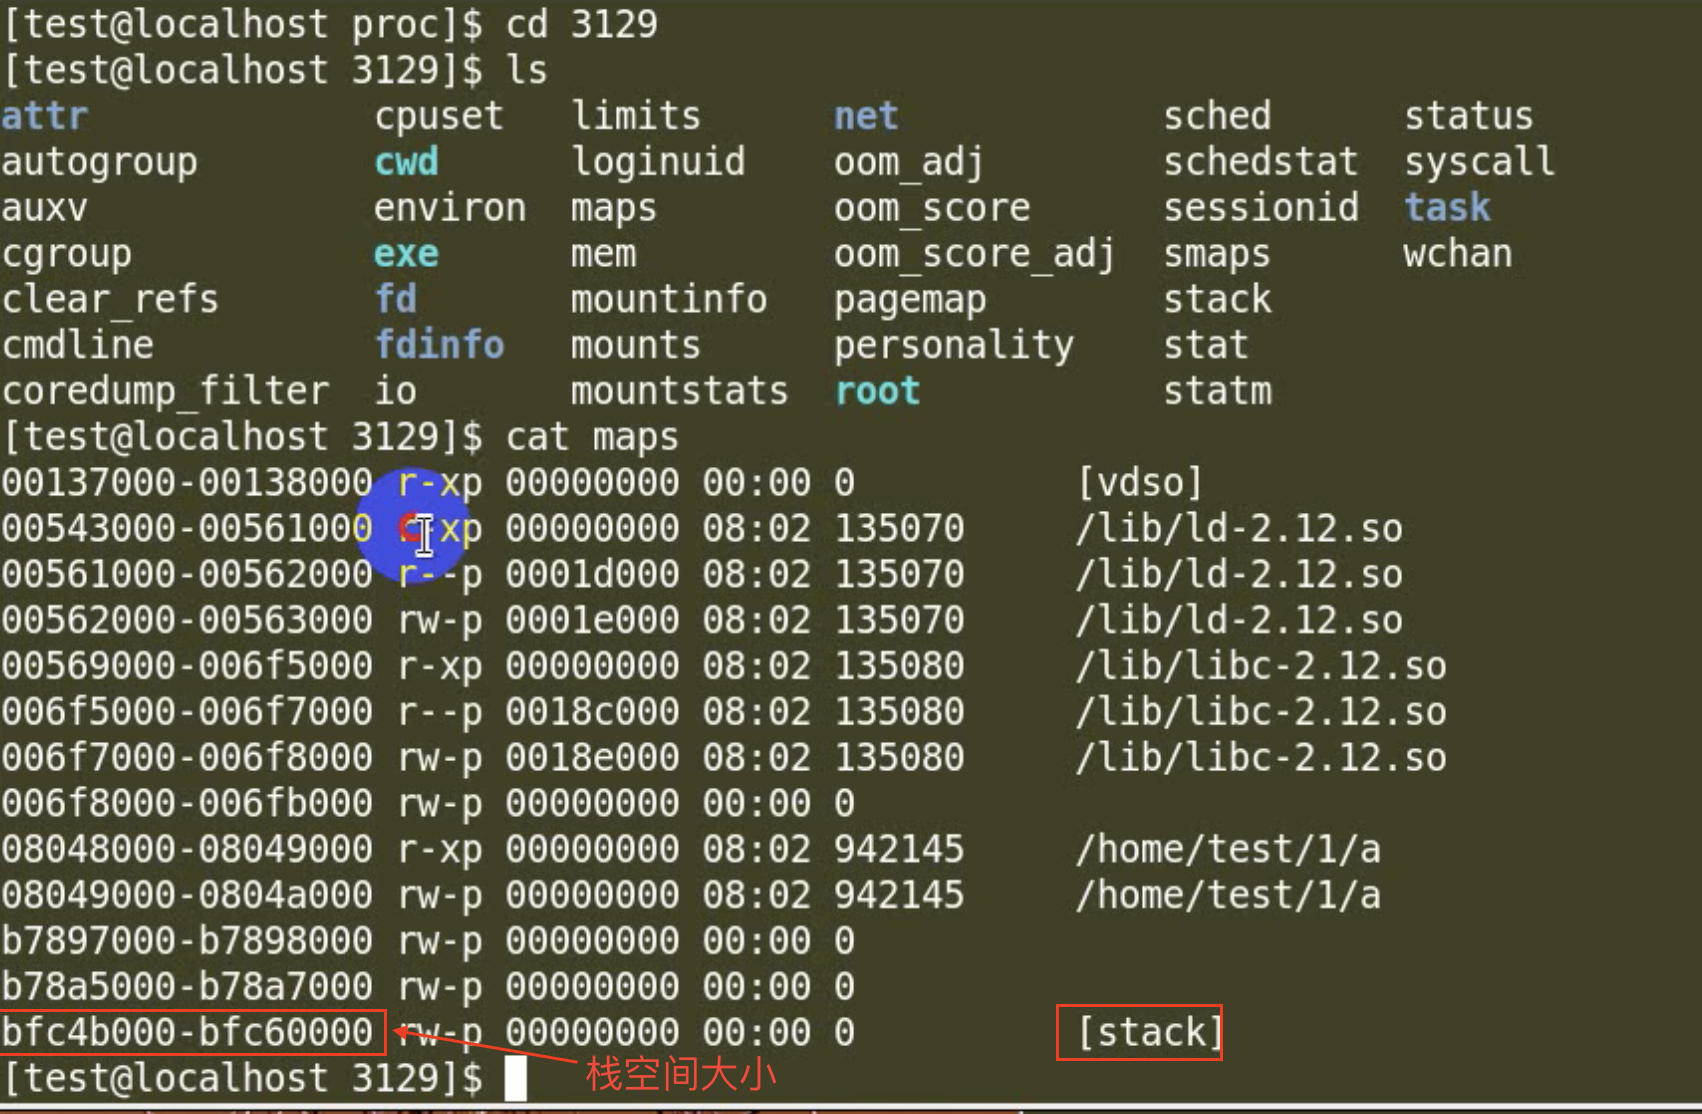 [test@localhost proc]$ cd 3129
[test@localhost 3129]$ ls
attr cpuset limits net sched status
autogroup cwd loginuid oom_adj schedstat syscall
auxv environ maps oom_score sessionid task
cgroup exe mem oom_score_adj smaps wchan
clear_refs fd mountinfo pagemap stack
cmdline fdinfo mounts personality stat
coredump_filter io mountstats root statm
[test@localhost 3129]$ cat maps
00137000-00138000 r-xp 00000000 00:00 0 [vdso]
00543000-00561000 r-xp 00000000 08:02 135070 /lib/ld-2.12.so
00561000-00562000 r--p 0001d000 08:02 135070 /lib/ld-2.12.so
00562000-00563000 rw-p 0001e000 08:02 135070 /lib/ld-2.12.so
00569000-006f5000 r-xp 00000000 08:02 135080 /lib/libc-2.12.so
006f5000-006f7000 r--p 0018c000 08:02 135080 /lib/libc-2.12.so
006f7000-006f8000 rw-p 0018e000 08:02 135080 /lib/libc-2.12.so
006f8000-006fb000 rw-p 00000000 00:00 0
08048000-08049000 r-xp 00000000 08:02 942145 /home/test/1/a
08049000-0804a000 rw-p 00000000 08:02 942145 /home/test/1/a
b7897000-b7898000 rw-p 00000000 00:00 0
b78a5000-b78a7000 rw-p 00000000 00:00 0
bfc4b000-bfc60000 rw-p 00000000 00:00 0 [stack]
[test@localhost 3129]$
栈空间大小